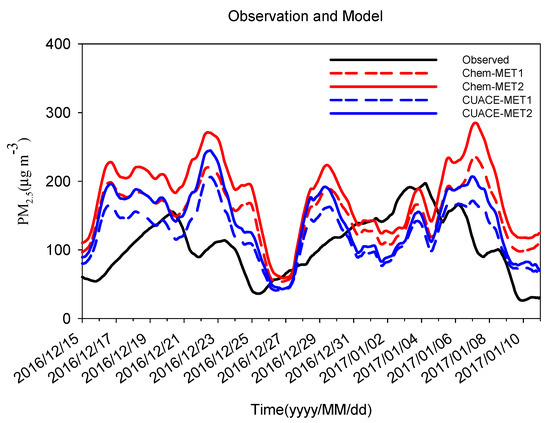 Observation and Model
400
300
200
100
0
PM2.5(μg m-3
Observed
Chem-MET1
Chem-MET2
CUACE-MET1
CUACE-MET2
2016/12/15
2016/12/17
2016/12/19
2016/12/21
2016/12/23
2016/12/25
2016/12/27
2016/12/29
2016/12/31
2017/01/02
2017/01/04
2017/01/06
2017/01/08
2017/01/10
Time(yyyy/MM/dd)